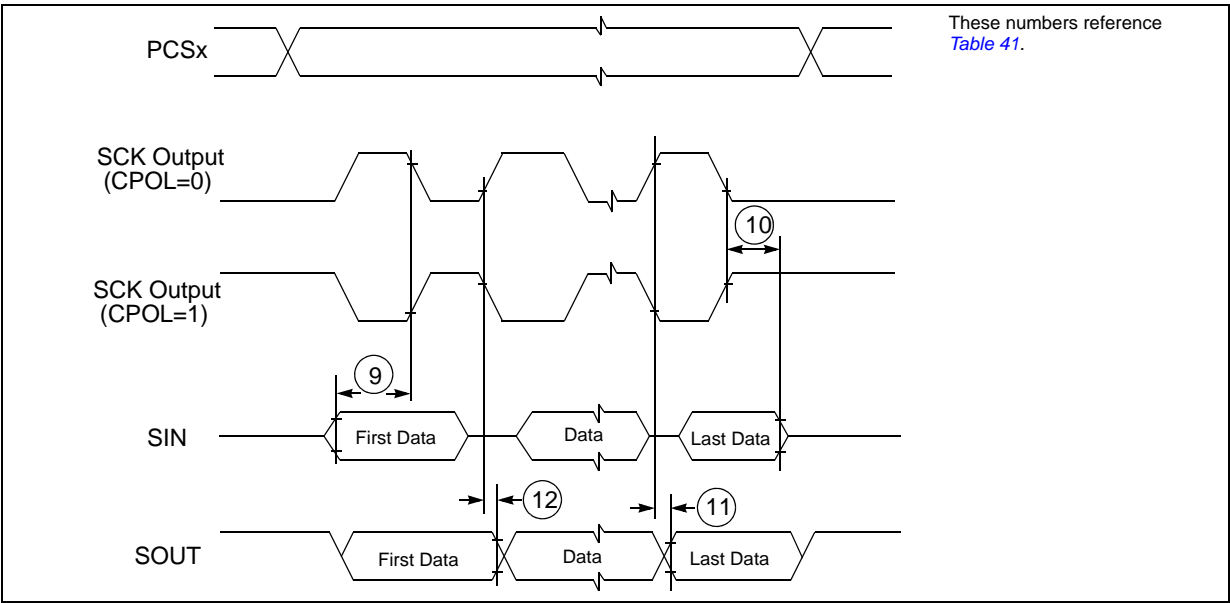 These numbers reference
Table 41.
PCSx
SCK Output
(CPOL=0)
10
SCK Output
(CPOL=1)
9
SIN
First Data
Data
Last Data
12
11
SOUT
First Data
Data
Last Data